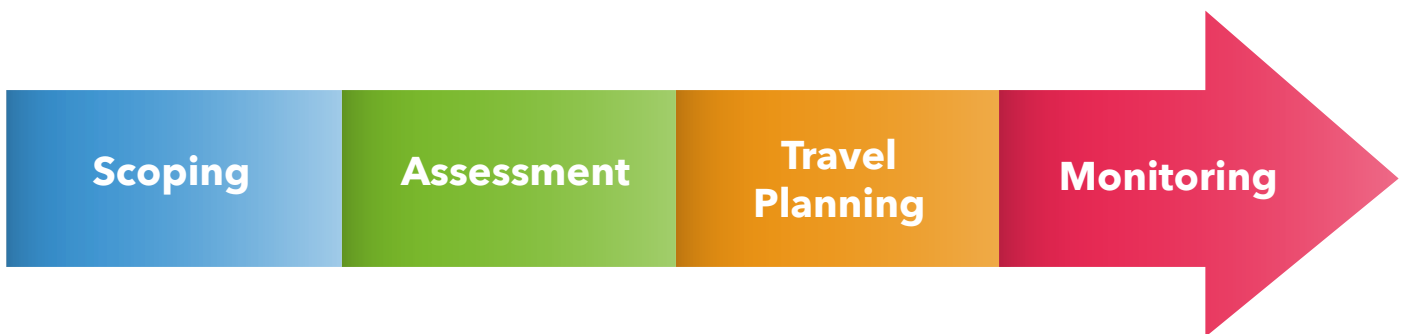 Scoping
Assessment
Travel
Planning
Monitoring